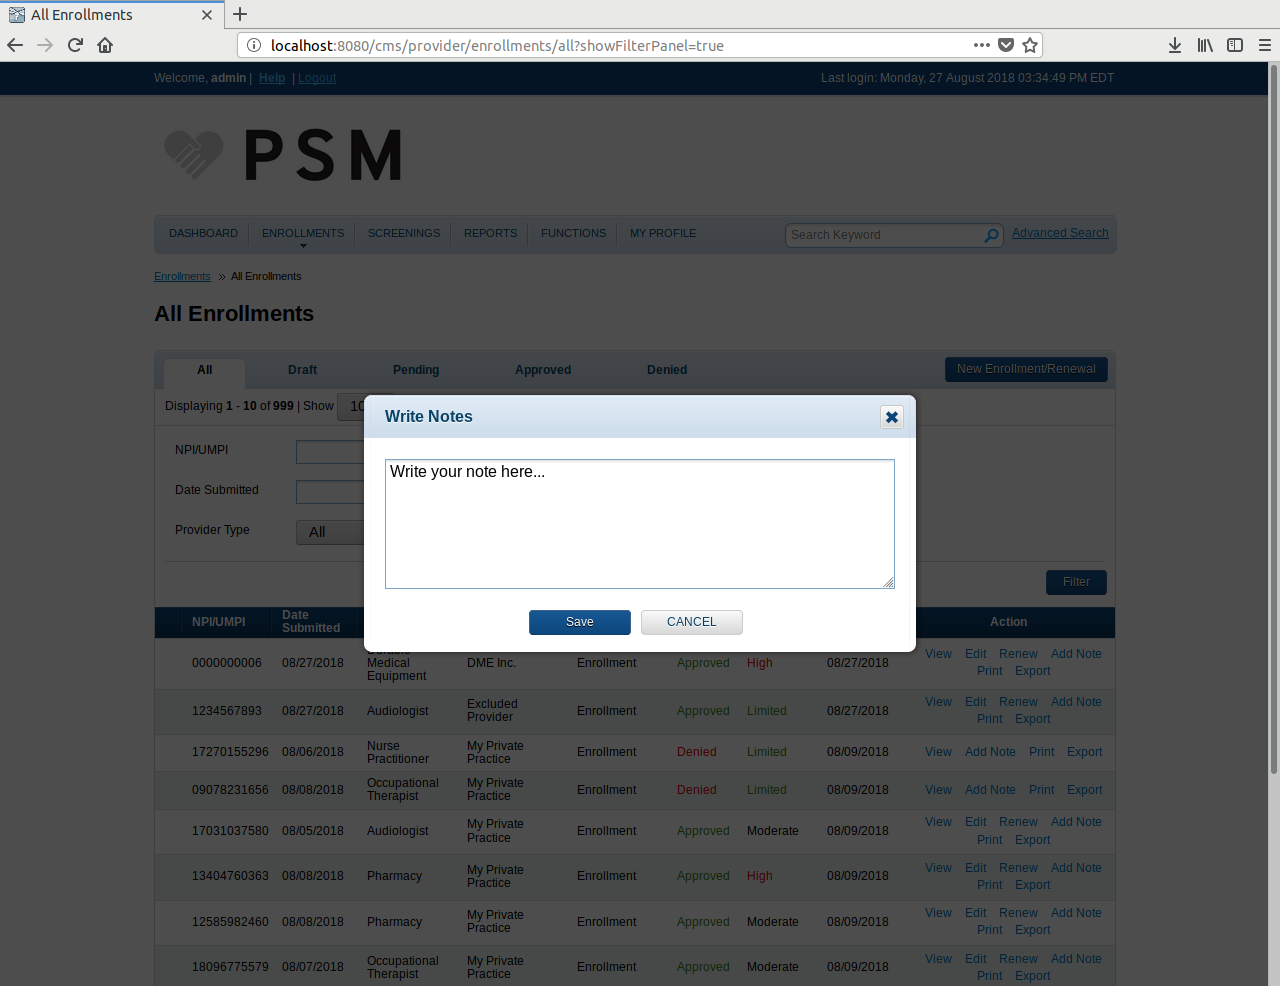 All Enrollments
localhost:8080/cms/provider/enrollments/all?showFilterPanel=true
Welcome, admin | Help | Logout
Last login: Monday, 27 August 2018 03:34:49 PM EDT
PSM
DASHBOARD ENROLLMENTS SCREENINGS REPORTS FUNCTIONS MY PROFILE
Search Keyword
Advanced Search
Enrollments » All Enrollments
All Enrollments
All Draft Pending Approved Denied
New Enrollment/Renewal
Displaying 1 - 10 of 999 | Show 10
Write Notes
NPI/UMPI
Write your note here...
Date Submitted
Provider Type All
Filter
Save CANCEL
NPI/UMPI Date Submitted Action
0000000006 08/27/2018 Durable Medical Equipment DME Inc. Enrollment Approved High 08/27/2018 View Edit Renew Add Note Print Export
1234567893 08/27/2018 Audiologist Excluded Provider Enrollment Approved Limited 08/27/2018 View Edit Renew Add Note Print Export
17270155296 08/06/2018 Nurse Practitioner My Private Practice Enrollment Denied Limited 08/09/2018 View Add Note Print Export
09078231656 08/08/2018 Occupational Therapist My Private Practice Enrollment Denied Limited 08/09/2018 View Add Note Print Export
17031037580 08/05/2018 Audiologist My Private Practice Enrollment Approved Moderate 08/09/2018 View Edit Renew Add Note Print Export
13404760363 08/08/2018 Pharmacy My Private Practice Enrollment Approved High 08/09/2018 View Edit Renew Add Note Print Export
12585982460 08/08/2018 Pharmacy My Private Practice Enrollment Approved Moderate 08/09/2018 View Edit Renew Add Note Print Export
18096775579 08/07/2018 Occupational Therapist My Private Practice Enrollment Approved Moderate 08/09/2018 View Edit Renew Add Note Print Export